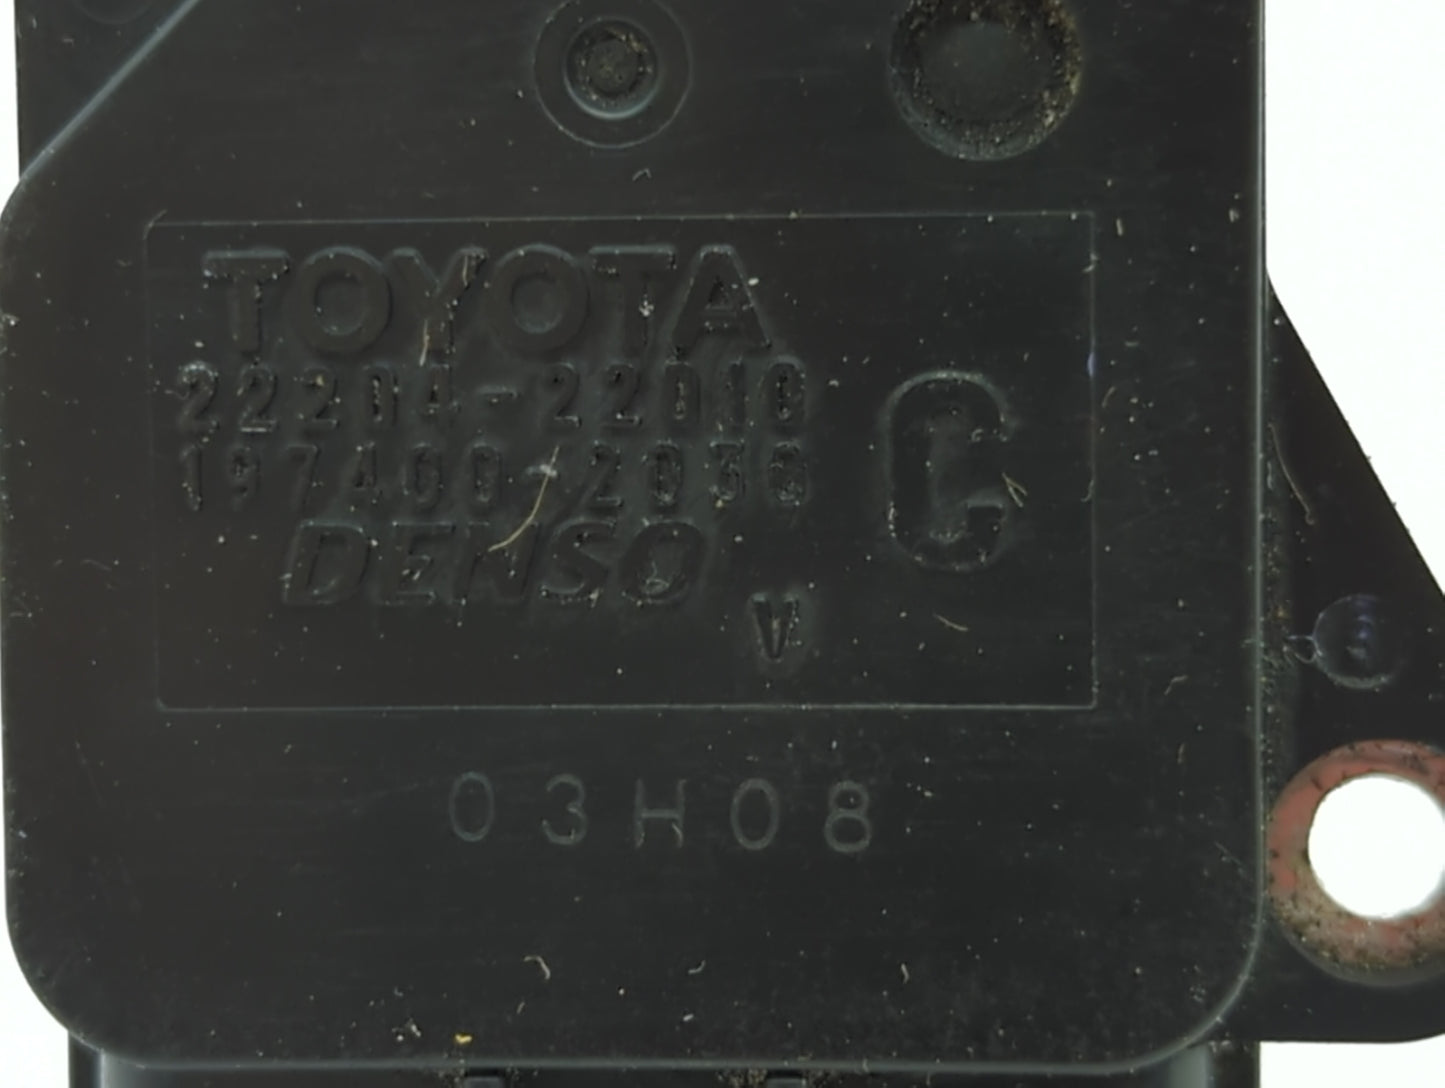 TOYOTA
22204-22010
197400-2030 C
DENSO
V
03H08